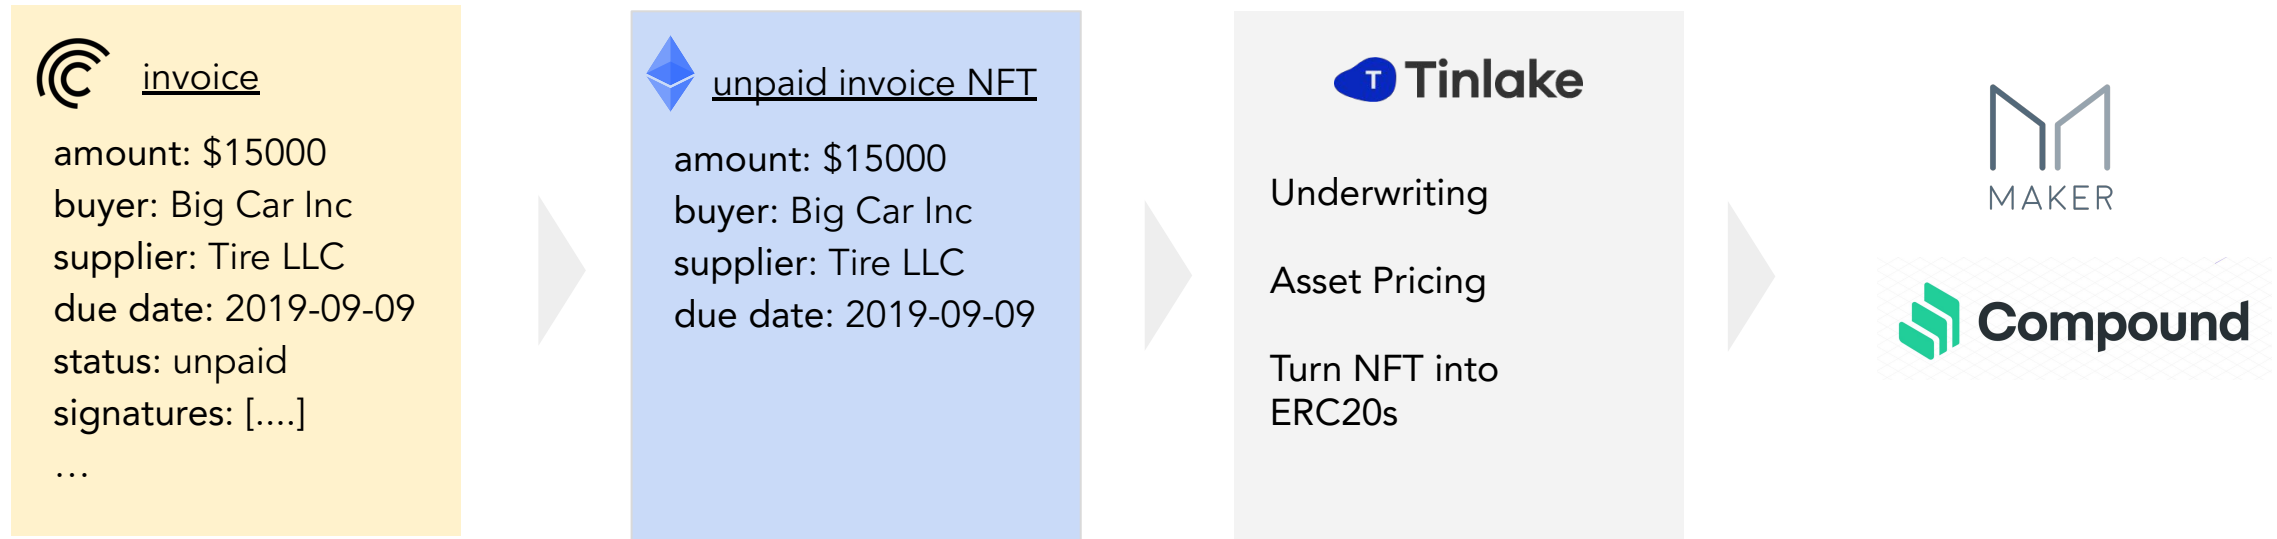 invoice
amount: $15000
buyer: Big Car Inc
supplier: Tire LLC
due date: 2019-09-09
status: unpaid
signatures: [....]
...
unpaid invoice NFT
amount: $15000
buyer: Big Car Inc
supplier: Tire LLC
due date: 2019-09-09
T Tinlake
Underwriting
Asset Pricing
Turn NFT into
ERC20s
MAKER
Compound